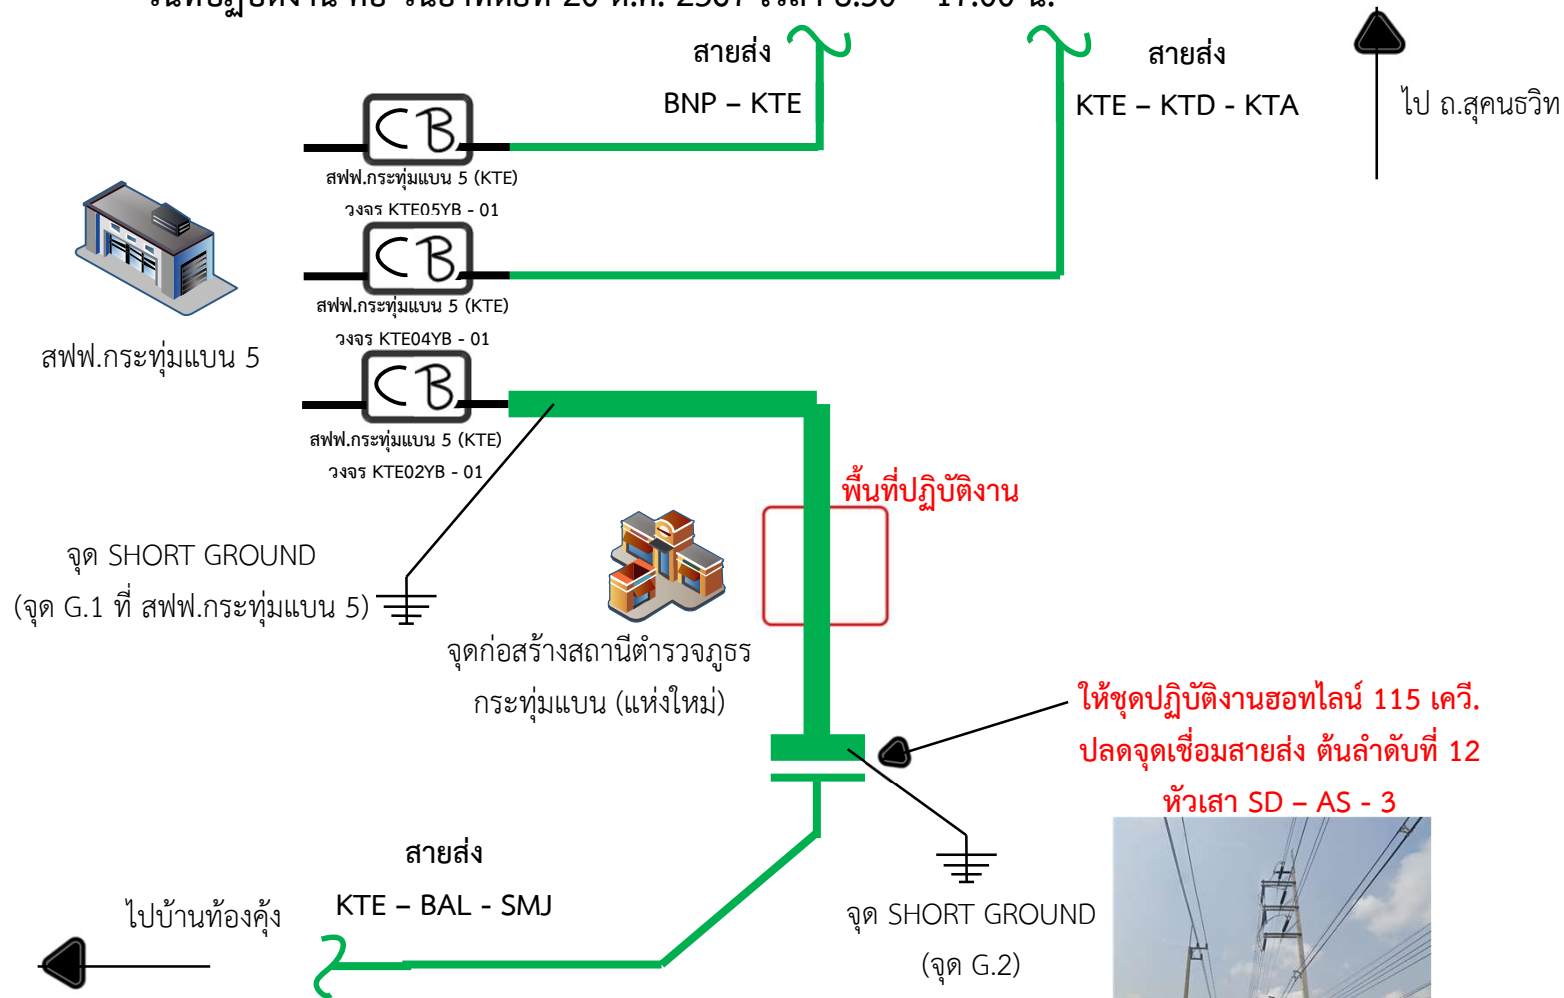 สายส่ง
BNP – KTE
สายส่ง
KTE – KTD - KTA
ไป ถ.สุคนธวิท
CB
สฟฟ.กระทุ่มแบน 5 (KTE)
วงจร KTE05YB - 01
CB
สฟฟ.กระทุ่มแบน 5 (KTE)
วงจร KTE04YB - 01
สฟฟ.กระทุ่มแบน 5
CB
สฟฟ.กระทุ่มแบน 5 (KTE)
วงจร KTE02YB - 01
พื้นที่ปฏิบัติงาน
จุด SHORT GROUND
(จุด G.1 ที่ สฟฟ.กระทุ่มแบน 5)
จุดก่อสร้างสถานีตำรวจภูธร
กระทุ่มแบน (แห่งใหม่)
ให้ชุดปฏิบัติงานฮอทไลน์ 115 เควี.
ปลดจุดเชื่อมสายส่ง ต้นลำดับที่ 12
หัวเสา SD – AS - 3
สายส่ง
KTE – BAL - SMJ
ไปบ้านท้องคุ้ง
จุด SHORT GROUND
(จุด G.2)